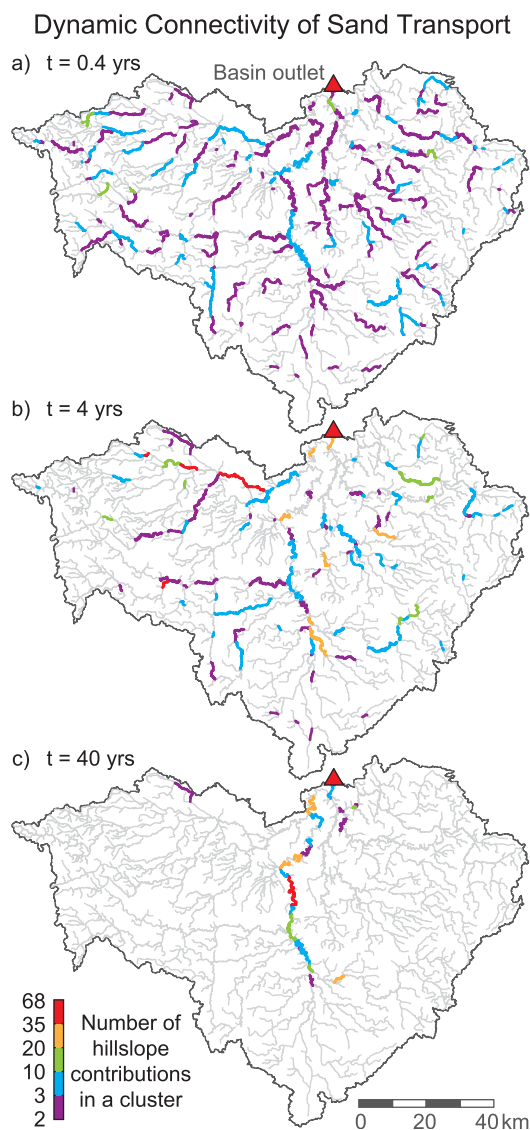 Dynamic Connectivity of Sand Transport
a) t = 0.4 yrs
Basin outlet
b) t = 4 yrs
c) t = 40 yrs
68
35
20
10
3
2
Number of
hillslope
contributions
in a cluster
0 20 40 km